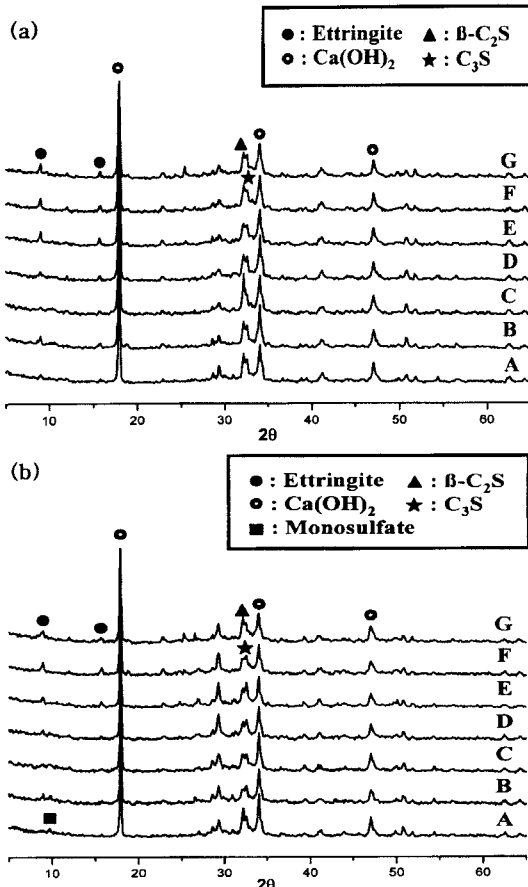 (a)
● : Ettringite ▲ : ß-C₂S
◉ : Ca(OH)₂ ★ : C₃S
G
F
E
D
C
B
A
10 20 30 40 50 60
2θ
(b)
● : Ettringite ▲ : ß-C₂S
◉ : Ca(OH)₂ ★ : C₃S
■ : Monosulfate
G
F
E
D
C
B
A
10 20 30 40 50 60
2θ